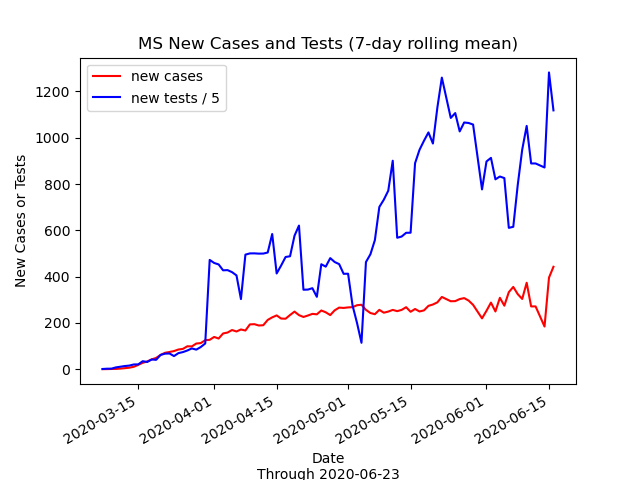 MS New Cases and Tests (7-day rolling mean)
new cases
new tests / 5
New Cases or Tests
1200
1000
800
600
400
200
0
2020-03-15
2020-04-01
2020-04-15
2020-05-01
2020-05-15
2020-06-01
2020-06-15
Date
Through 2020-06-23